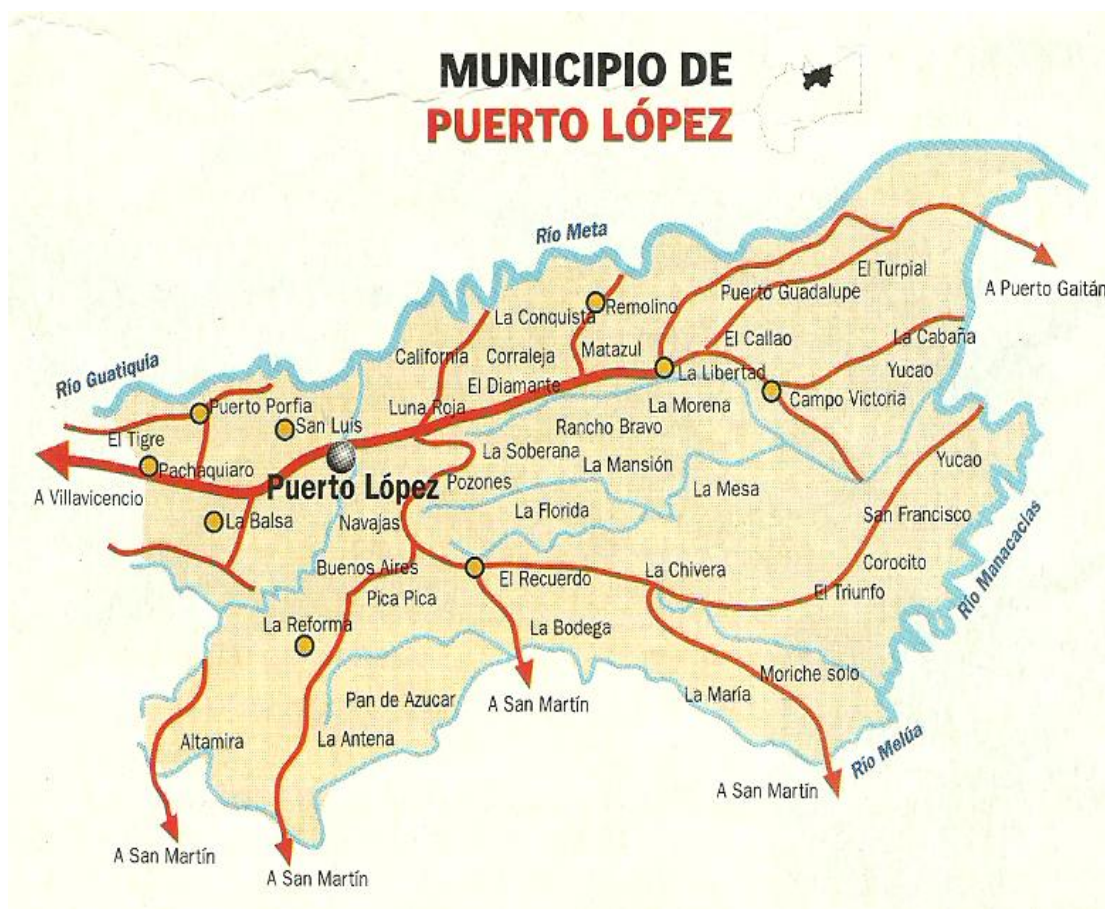 MUNICIPIO DE
PUERTO LÓPEZ
Río Meta
El Turpial
A Puerto Gaitán
Puerto Guadalupe
Remolino
La Conquista
El Callao
La Cabaña
California
Corraleja
Matazul
Yucao
Río Guatiquia
La Libertad
El Diamante
Campo Victoria
Puerto Porfia
Luna Roja
La Morena
San Luis
Rancho Bravo
El Tigre
La Soberana
Yucao
Pachaquiaro
La Mansión
Pozones
A Villavicencio
Puerto López
La Mesa
La Florida
San Francisco
La Balsa
Navajas
Río Manacacías
Corocito
Buenos Aires
El Recuerdo
La Chivera
El Triunfo
Pica Pica
La Reforma
La Bodega
Moriche solo
La María
Pan de Azucar
A San Martín
Altamira
La Antena
Río Melúa
A San Martín
A San Martín
A San Martín